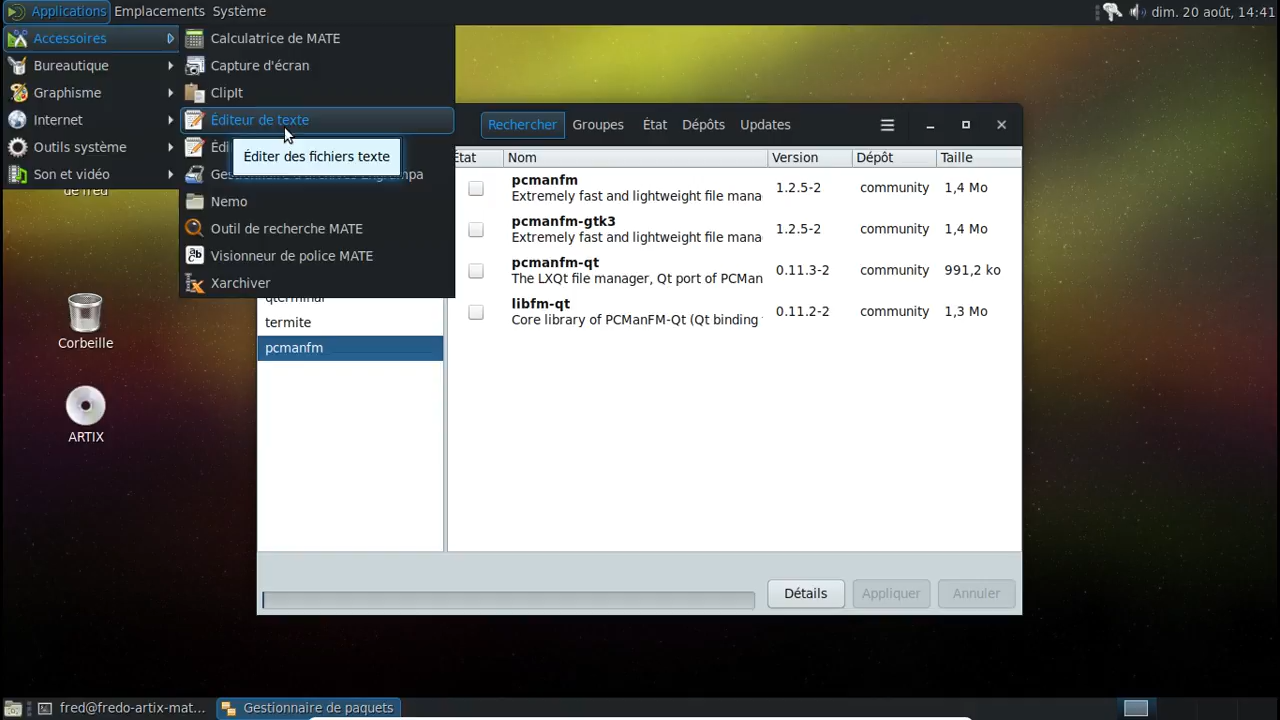 Applications Emplacements Système
dim. 20 août, 14:41
Accessoires
Bureautique
Graphisme
Internet
Outils système
Son et vidéo
Calculatrice de MATE
Capture d'écran
ClipIt
Éditeur de texte
Édi
Éditer des fichiers texte
Nemo
Outil de recherche MATE
Visionneur de police MATE
Xarchiver
de fred
Corbeille
ARTIX
Rechercher Groupes État Dépôts Updates
État Nom Version Dépôt Taille
pcmanfm
Extremely fast and lightweight file mana
1.2.5-2 community 1,4 Mo
pcmanfm-gtk3
Extremely fast and lightweight file mana
1.2.5-2 community 1,4 Mo
pcmanfm-qt
The LXQt file manager, Qt port of PCMan
0.11.3-2 community 991,2 ko
libfm-qt
Core library of PCManFM-Qt (Qt binding
0.11.2-2 community 1,3 Mo
qterminal
termite
pcmanfm
Détails Appliquer Annuler
fred@fredo-artix-mat... Gestionnaire de paquets